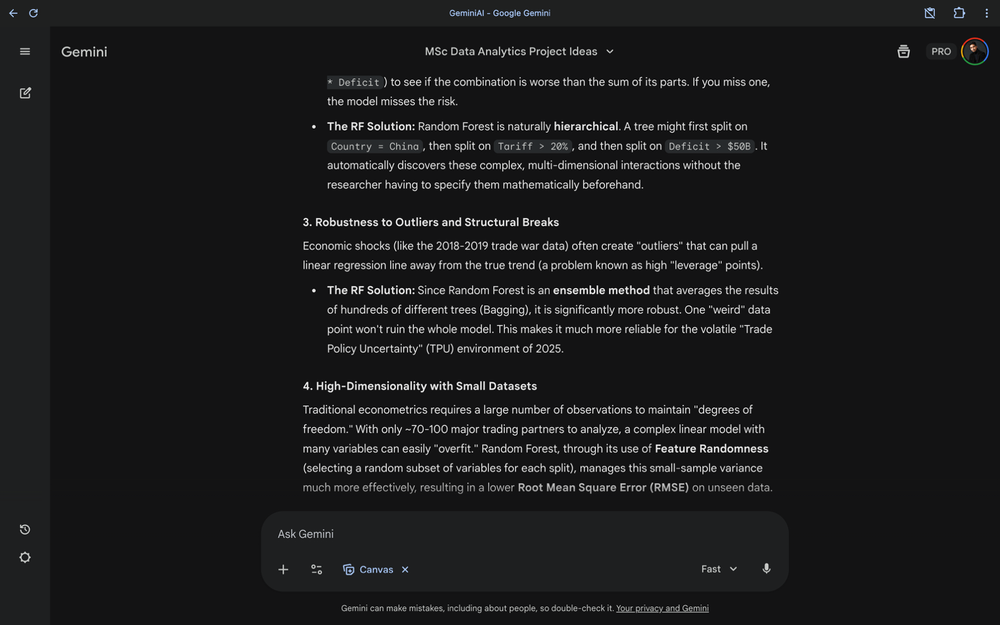 GeminiAI - Google Gemini
Gemini
MSc Data Analytics Project Ideas
PRO
* Deficit) to see if the combination is worse than the sum of its parts. If you miss one,
the model misses the risk.
• The RF Solution: Random Forest is naturally hierarchical. A tree might first split on
Country = China, then split on Tariff > 20%, and then split on Deficit > $50B. It
automatically discovers these complex, multi-dimensional interactions without the
researcher having to specify them mathematically beforehand.
3. Robustness to Outliers and Structural Breaks
Economic shocks (like the 2018-2019 trade war data) often create "outliers" that can pull a
linear regression line away from the true trend (a problem known as high "leverage" points).
• The RF Solution: Since Random Forest is an ensemble method that averages the results
of hundreds of different trees (Bagging), it is significantly more robust. One "weird" data
point won't ruin the whole model. This makes it much more reliable for the volatile "Trade
Policy Uncertainty" (TPU) environment of 2025.
4. High-Dimensionality with Small Datasets
Traditional econometrics requires a large number of observations to maintain "degrees of
freedom." With only ~70-100 major trading partners to analyze, a complex linear model with
many variables can easily "overfit." Random Forest, through its use of Feature Randomness
(selecting a random subset of variables for each split), manages this small-sample variance
much more effectively, resulting in a lower Root Mean Square Error (RMSE) on unseen data.
Ask Gemini
Canvas
Fast
Gemini can make mistakes, including about people, so double-check it. Your privacy and Gemini